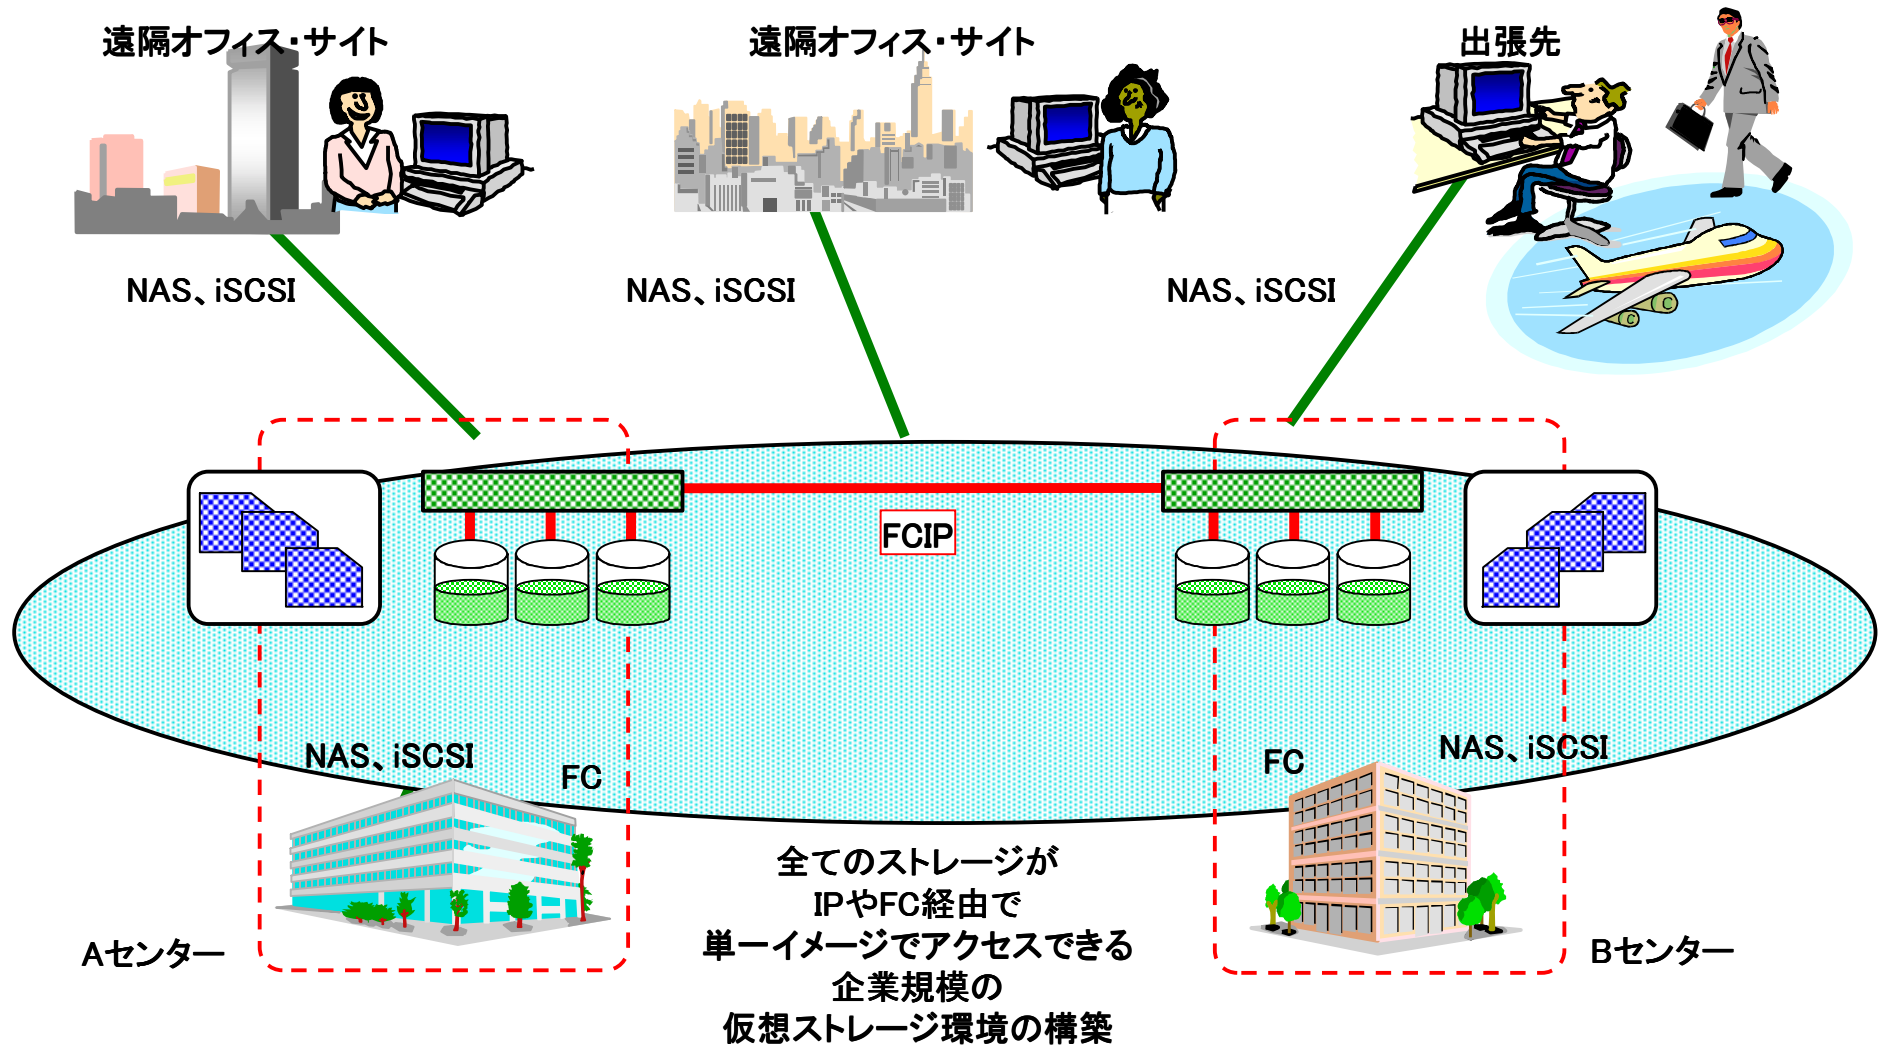 遠隔オフィス・サイト
遠隔オフィス・サイト
出張先
NAS、iSCSI
NAS、iSCSI
NAS、iSCSI
FCIP
NAS、iSCSI
FC
FC
NAS、iSCSI
全てのストレージが
IPやFC経由で
単一イメージでアクセスできる
企業規模の
仮想ストレージ環境の構築
Aセンター
Bセンター